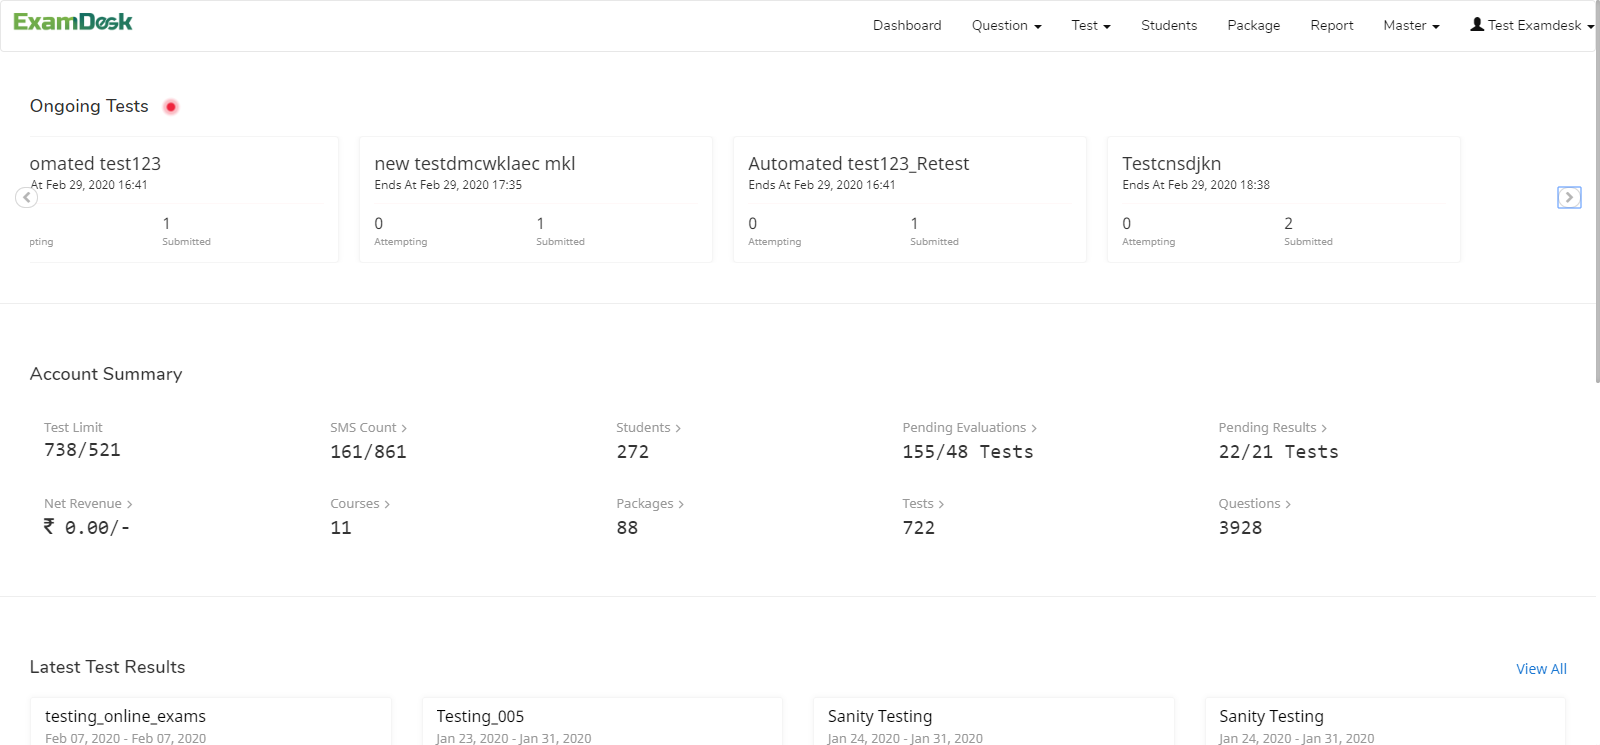 ExamDesk
Dashboard Question Test Students Package Report Master Test Examdesk
Ongoing Tests
omated test123
At Feb 29, 2020 16:41
pting
1
Submitted
new testdmcwklaec mkl
Ends At Feb 29, 2020 17:35
0
Attempting
1
Submitted
Automated test123_Retest
Ends At Feb 29, 2020 16:41
0
Attempting
1
Submitted
Testcnsdjkn
Ends At Feb 29, 2020 18:38
0
Attempting
2
Submitted
Account Summary
Test Limit
738/521
SMS Count
161/861
Students
272
Pending Evaluations
155/48 Tests
Pending Results
22/21 Tests
Net Revenue
₹ 0.00/-
Courses
11
Packages
88
Tests
722
Questions
3928
Latest Test Results
View All
testing_online_exams
Feb 07, 2020 - Feb 07, 2020
Testing_005
Jan 23, 2020 - Jan 31, 2020
Sanity Testing
Jan 24, 2020 - Jan 31, 2020
Sanity Testing
Jan 24, 2020 - Jan 31, 2020